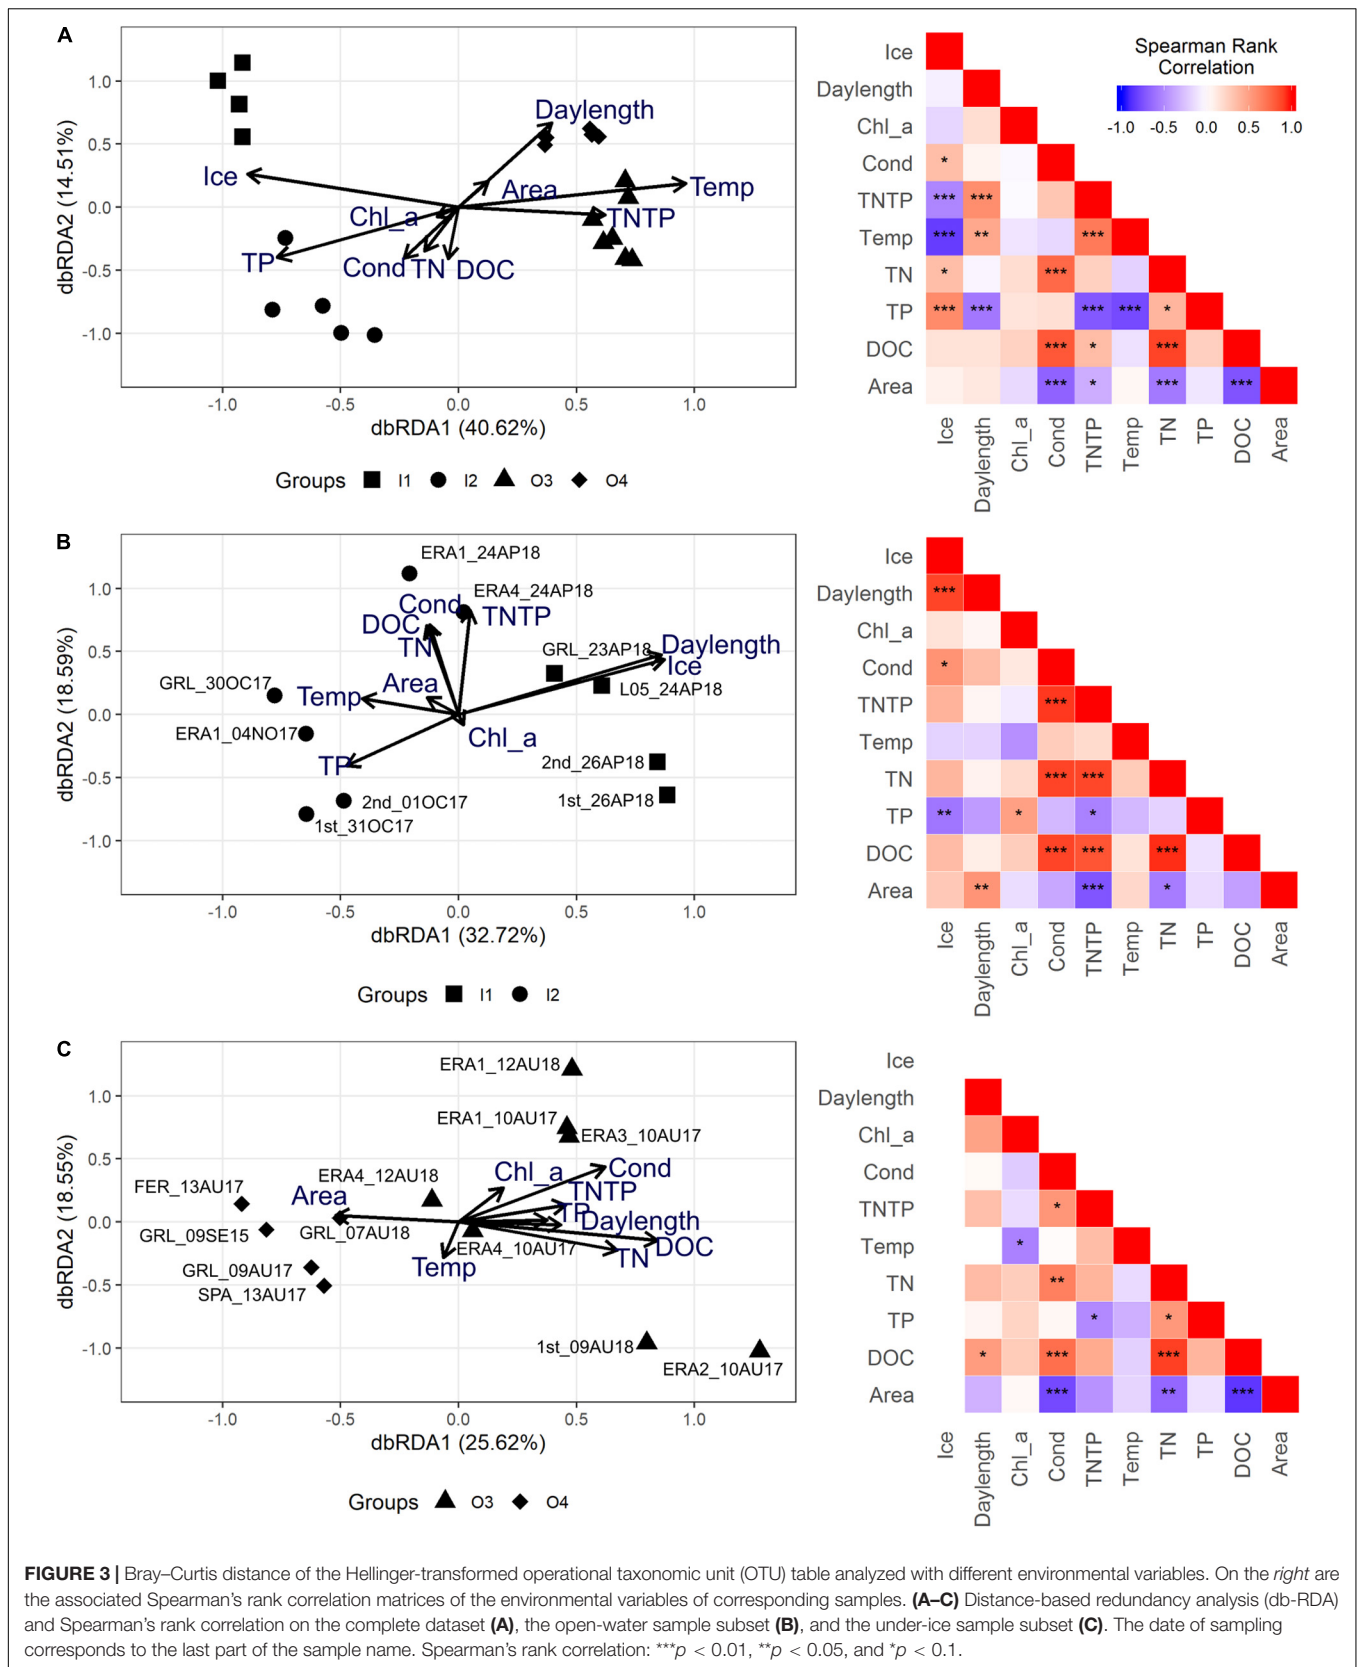 A
1.0
0.5
0.0
-0.5
-1.0
dbRDA2 (14.51%)
Daylength
Ice
Area
Temp
Chl_a
TNTP
TP
Cond
TN
DOC
-1.0
-0.5
0.0
0.5
1.0
dbRDA1 (40.62%)
Groups
I1
I2
O3
O4
Spearman Rank
Correlation
-1.0
-0.5
0.0
0.5
1.0
Ice
Daylength
Chl_a
Cond *
TNTP *** ***
Temp *** ** ***
TN * ***
TP *** *** *** *** *
DOC *** * ***
Area *** * *** ***
Ice
Daylength
Chl_a
Cond
TNTP
Temp
TN
TP
DOC
Area
B
1.0
0.5
0.0
-0.5
-1.0
dbRDA2 (18.59%)
ERA1_24AP18
ERA4_24AP18
Cond
TNTP
DOC
TN
GRL_23AP18
Daylength
Ice
GRL_30OC17
Temp
Area
L05_24AP18
ERA1_04NO17
Chl_a
TP
2nd_26AP18
2nd_01OC17
1st_26AP18
1st_31OC17
-1.0
-0.5
0.0
0.5
1.0
dbRDA1 (32.72%)
Groups
I1
I2
Ice
Daylength ***
Chl_a
Cond *
TNTP ***
Temp
TN *** ***
TP ** * *
DOC *** *** ***
Area ** *** *
Ice
Daylength
Chl_a
Cond
TNTP
Temp
TN
TP
DOC
Area
C
1.0
0.5
0.0
-0.5
-1.0
dbRDA2 (18.55%)
ERA1_12AU18
ERA1_10AU17
ERA3_10AU17
ERA4_12AU18
Chl_a
Cond
FER_13AU17
Area
TNTP
TP
Daylength
GRL_09SE15
GRL_07AU18
ERA4_10AU17
DOC
TN
GRL_09AU17
Temp
SPA_13AU17
1st_09AU18
ERA2_10AU17
-1.0
-0.5
0.0
0.5
1.0
dbRDA1 (25.62%)
Groups
O3
O4
Ice
Daylength
Chl_a
Cond
TNTP *
Temp *
TN **
TP * *
DOC * *** ***
Area *** ** ***
Ice
Daylength
Chl_a
Cond
TNTP
Temp
TN
TP
DOC
Area
FIGURE 3 | Bray–Curtis distance of the Hellinger-transformed operational taxonomic unit (OTU) table analyzed with different environmental variables. On the right are
the associated Spearman's rank correlation matrices of the environmental variables of corresponding samples. (A–C) Distance-based redundancy analysis (db-RDA)
and Spearman's rank correlation on the complete dataset (A), the open-water sample subset (B), and the under-ice sample subset (C). The date of sampling
corresponds to the last part of the sample name. Spearman's rank correlation: ***p < 0.01, **p < 0.05, and *p < 0.1.